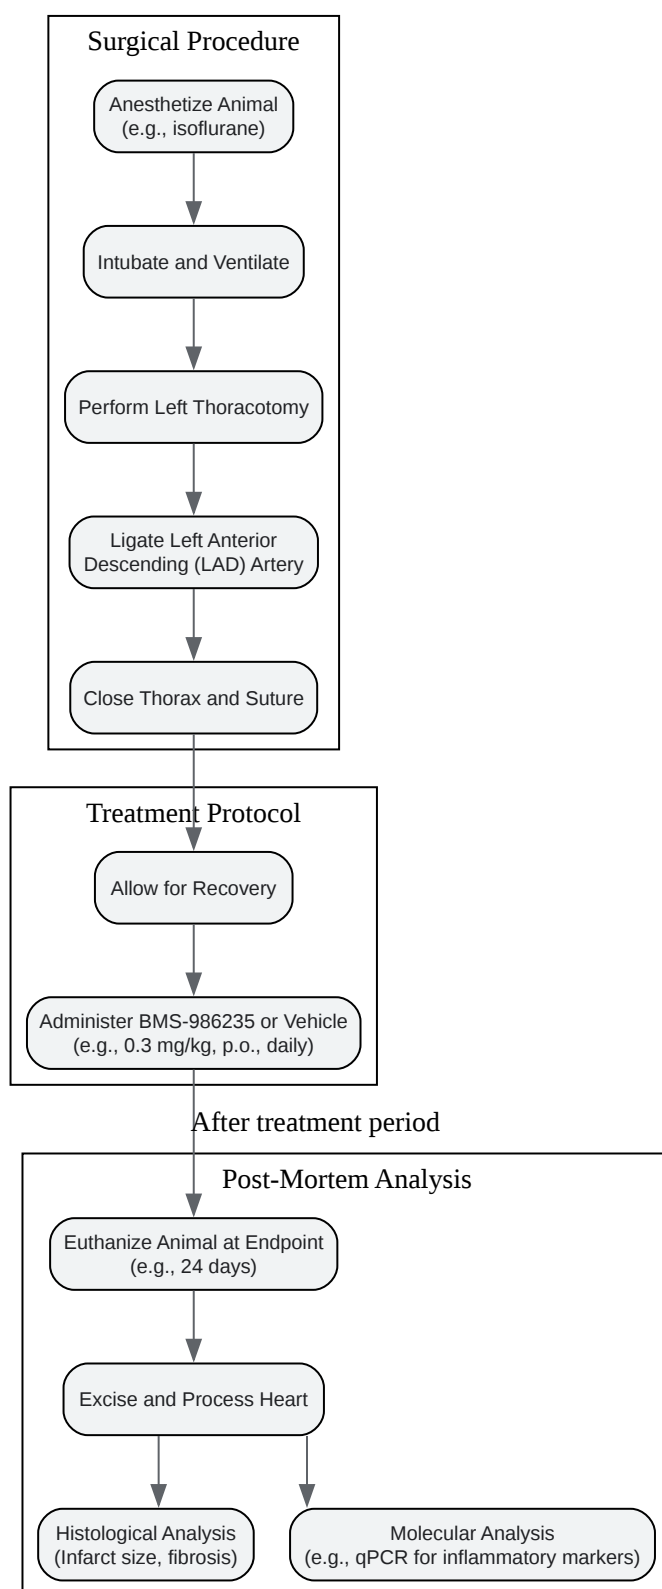 Surgical Procedure
Anesthetize Animal
(e.g., isoflurane)
Intubate and Ventilate
Perform Left Thoracotomy
Ligate Left Anterior
Descending (LAD) Artery
Close Thorax and Suture
Treatment Protocol
Allow for Recovery
Administer BMS-986235 or Vehicle
(e.g., 0.3 mg/kg, p.o., daily)
After treatment period
Post-Mortem Analysis
Euthanize Animal at Endpoint
(e.g., 24 days)
Excise and Process Heart
Histological Analysis
(Infarct size, fibrosis)
Molecular Analysis
(e.g., qPCR for inflammatory markers)